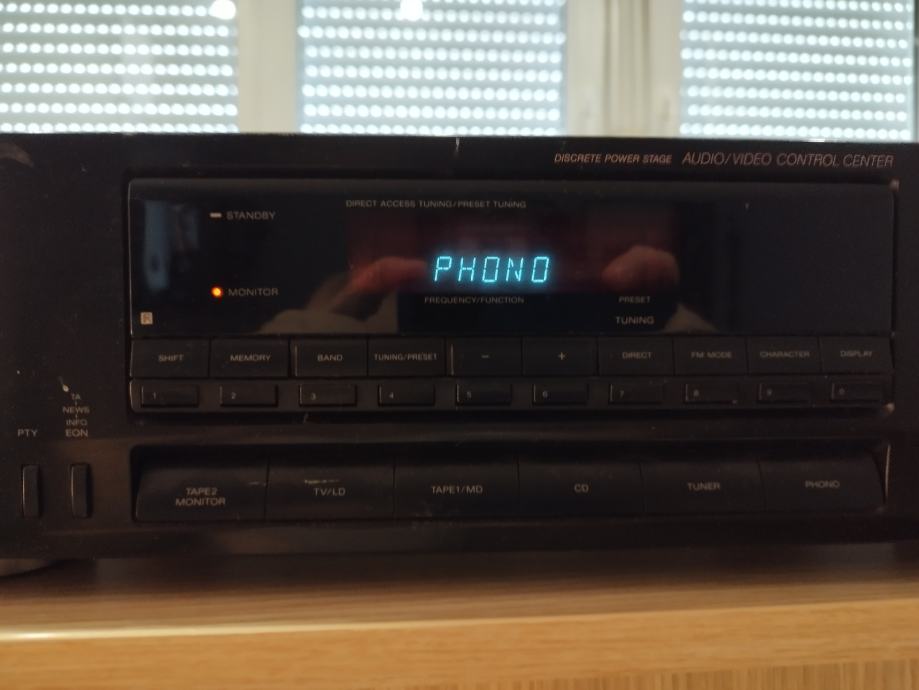 DISCRETE POWER STAGE AUDIO/VIDEO CONTROL CENTER
DIRECT ACCESS TUNING/PRESET TUNING
STANDBY
PHONO
MONITOR
FREQUENCY/FUNCTION
PRESET
TUNING
SHIFT MEMORY BAND TUNING/PRESET − + DIRECT FM MODE CHARACTER DISPLAY
1 2 3 4 5 6 7 8 9 0
TA
NEWS
INFO
PTY EON
TAPE2 MONITOR
TV/LD TAPE1/MD CD TUNER PHONO